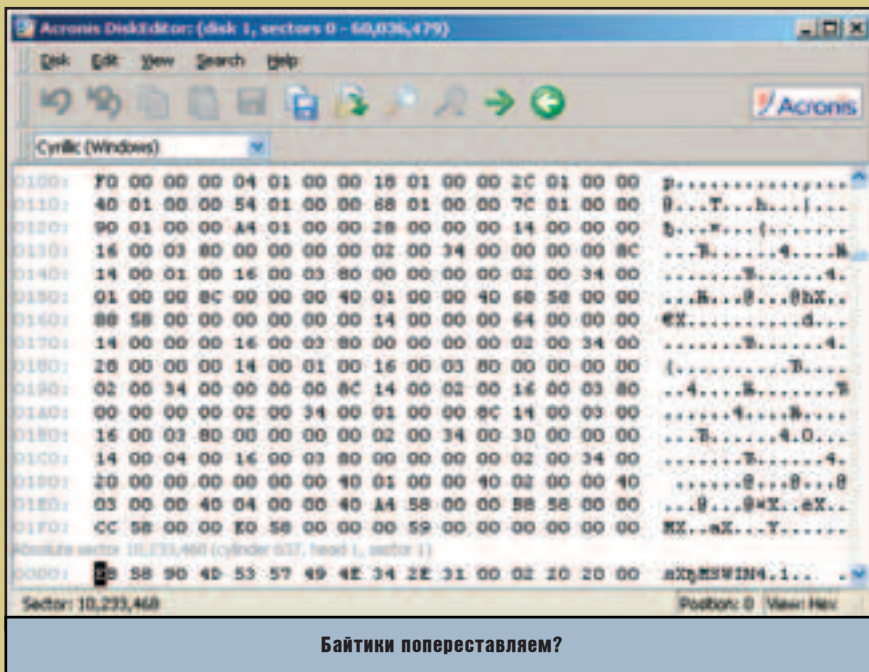 Acronis DiskEditor: (disk 1, sectors 0 - 60,036,479)
Disk Edit View Search Help
Acronis
Cyrillic (Windows)
0100: F0 00 00 00 04 01 00 00 18 01 00 00 2C 01 00 00 р...........,...
0110: 40 01 00 00 54 01 00 00 68 01 00 00 7C 01 00 00 @...T...h...|...
0120: 90 01 00 00 A4 01 00 00 28 00 00 00 14 00 00 00 ђ...¤...(.......
0130: 16 00 03 80 00 00 00 00 02 00 34 00 00 00 00 8C ...Ђ......4....Њ
0140: 14 00 01 00 16 00 03 80 00 00 00 00 02 00 34 00 .......Ђ......4.
0150: 01 00 00 8C 00 00 00 40 01 00 00 40 68 58 00 00 ...Њ...@...@hX..
0160: 88 58 00 00 00 00 00 00 14 00 00 00 64 00 00 00 €X..........d...
0170: 14 00 00 00 16 00 03 80 00 00 00 00 02 00 34 00 .......Ђ......4.
0180: 28 00 00 00 14 00 01 00 16 00 03 80 00 00 00 00 (..........Ђ....
0190: 02 00 34 00 00 00 00 8C 14 00 02 00 16 00 03 80 ..4....Њ.......Ђ
01A0: 00 00 00 00 02 00 34 00 01 00 00 8C 14 00 03 00 ......4....Њ....
01B0: 16 00 03 80 00 00 00 00 02 00 34 00 30 00 00 00 ...Ђ......4.0...
01C0: 14 00 04 00 16 00 03 80 00 00 00 00 02 00 34 00 .......Ђ......4.
01D0: 20 00 00 00 00 00 00 40 01 00 00 40 02 00 00 40 .......@...@...@
01E0: 03 00 00 40 04 00 00 40 A4 58 00 00 B8 58 00 00 ...@...@¤X..ёX..
01F0: CC 58 00 00 E0 58 00 00 00 59 00 00 00 00 00 00 МX..аX...Y......
Absolute sector 10,233,468 (cylinder 637, head 1, sector 1)
0000: EB 58 90 4D 53 57 49 4E 34 2E 31 00 02 20 20 00 лXђMSWIN4.1.. .
Sector: 10,233,468 Position: 0 View: Hex
Байтики попереставляем?